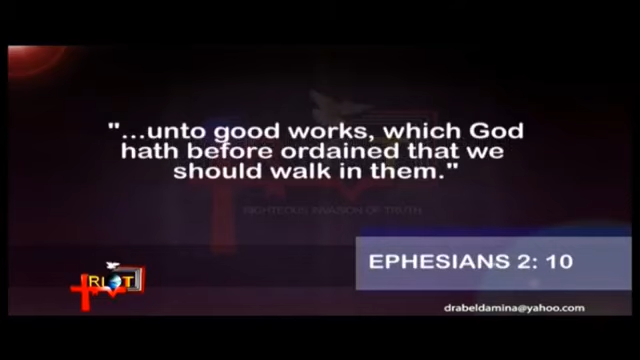 "...unto good works, which God
hath before ordained that we
should walk in them."
RIGHTEOUS INVASION OF TRUTH
EPHESIANS 2: 10
RIOT
drabeldamina@yahoo.com